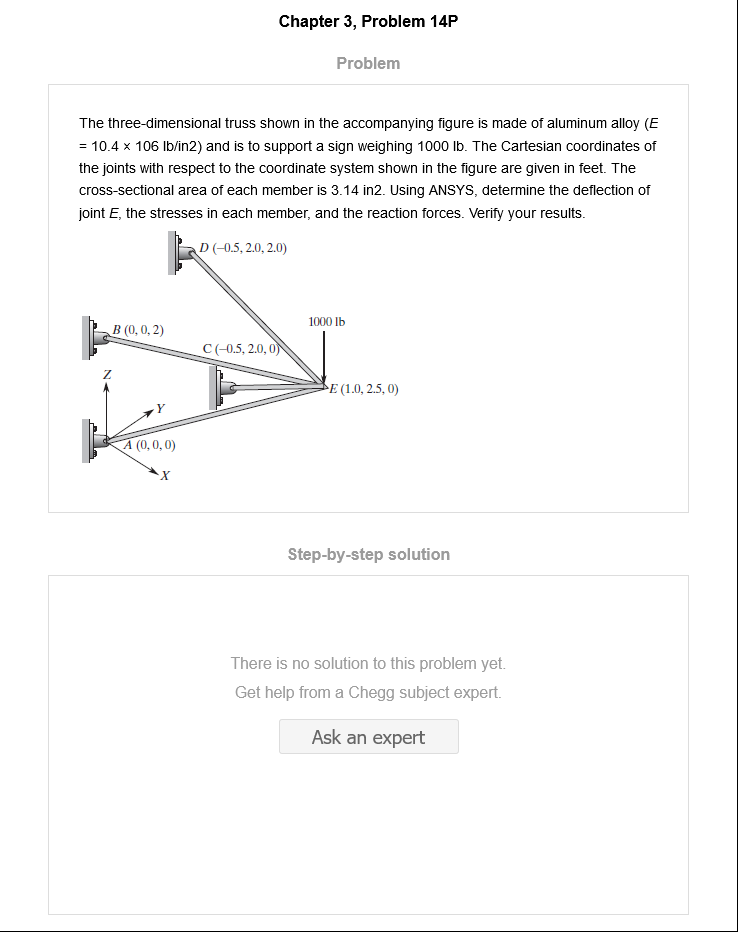 Chapter 3, Problem 14P
Problem
The three-dimensional truss shown in the accompanying figure is made of aluminum alloy (E
= 10.4 × 106 lb/in2) and is to support a sign weighing 1000 lb. The Cartesian coordinates of
the joints with respect to the coordinate system shown in the figure are given in feet. The
cross-sectional area of each member is 3.14 in2. Using ANSYS, determine the deflection of
joint E, the stresses in each member, and the reaction forces. Verify your results.
D (−0.5, 2.0, 2.0)
1000 lb
B (0, 0, 2)
C (−0.5, 2.0, 0)
Z
E (1.0, 2.5, 0)
Y
A (0, 0, 0)
X
Step-by-step solution
There is no solution to this problem yet.
Get help from a Chegg subject expert.
Ask an expert